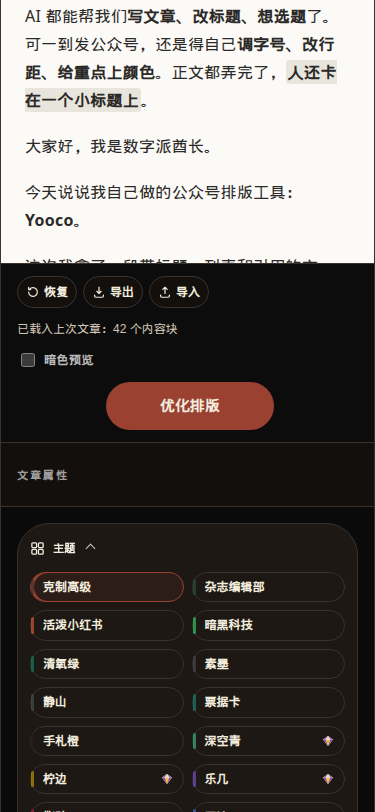 AI 都能帮我们写文章、改标题、想选题了。
可一到发公众号，还是得自己调字号、改行
距、给重点上颜色。正文都弄完了，人还卡
在一个小标题上。
大家好，我是数字派酋长。
今天说说我自己做的公众号排版工具：
Yooco。
恢复 导出 导入
已载入上次文章：42 个内容块
暗色预览
优化排版
文章属性
主题
克制高级 杂志编辑部
活泼小红书 暗黑科技
清氧绿 素墨
静山 票据卡
手札橙 深空青
柠边 乐几